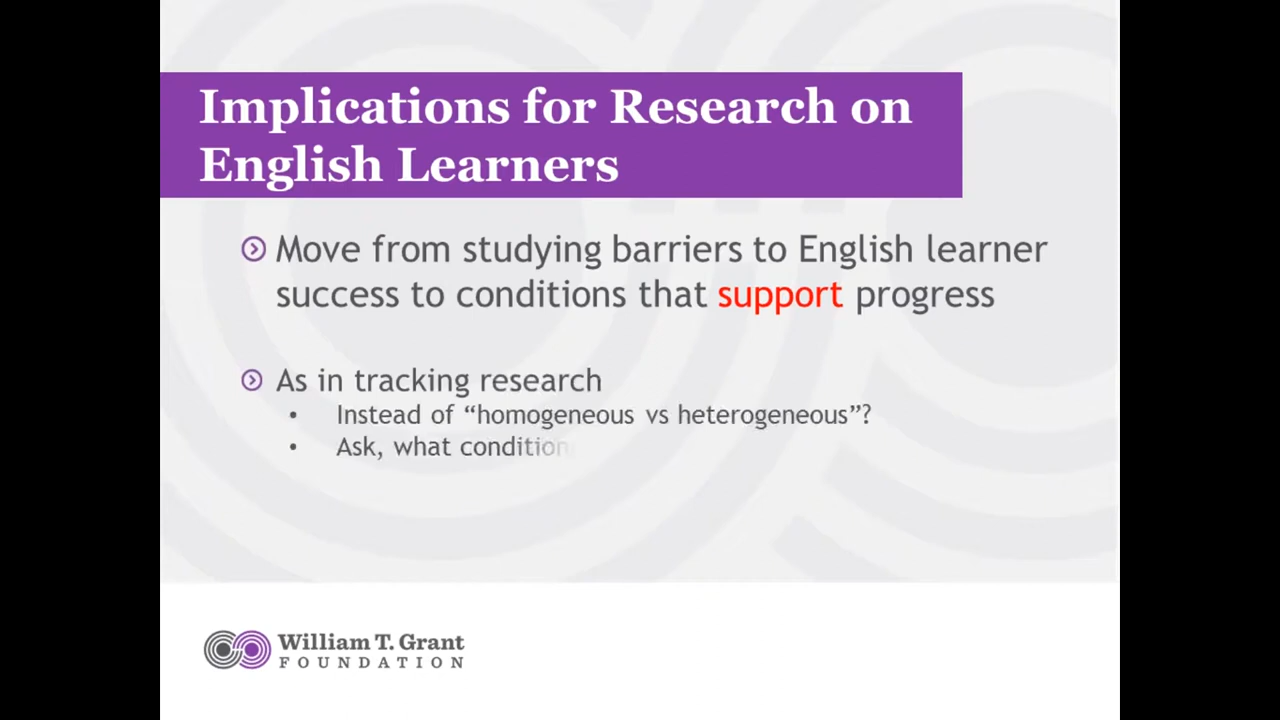 Implications for Research on
English Learners
Move from studying barriers to English learner
success to conditions that support progress
As in tracking research
• Instead of “homogeneous vs heterogeneous”?
• Ask, what condition
William T. Grant
FOUNDATION